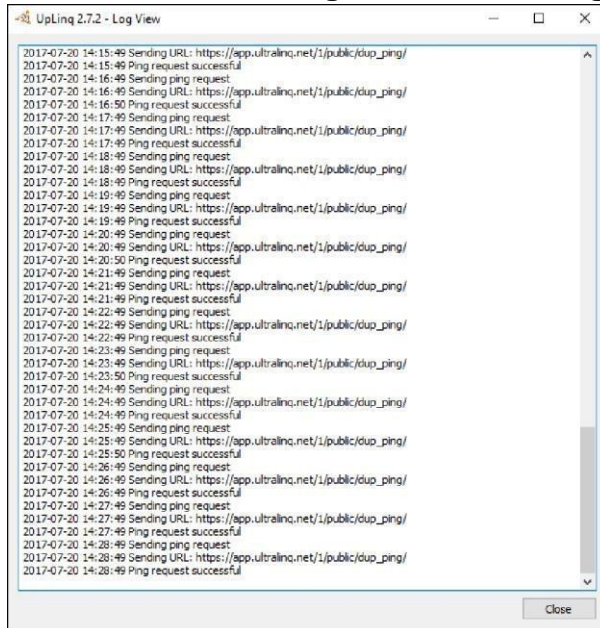 UpLinq 2.7.2 - Log View
2017-07-20 14:15:49 Sending URL: https://app.ultralinq.net/1/public/dup_ping/
2017-07-20 14:15:49 Ping request successful
2017-07-20 14:16:49 Sending ping request
2017-07-20 14:16:49 Sending URL: https://app.ultralinq.net/1/public/dup_ping/
2017-07-20 14:16:50 Ping request successful
2017-07-20 14:17:49 Sending ping request
2017-07-20 14:17:49 Sending URL: https://app.ultralinq.net/1/public/dup_ping/
2017-07-20 14:17:49 Ping request successful
2017-07-20 14:18:49 Sending ping request
2017-07-20 14:18:49 Sending URL: https://app.ultralinq.net/1/public/dup_ping/
2017-07-20 14:18:49 Ping request successful
2017-07-20 14:19:49 Sending ping request
2017-07-20 14:19:49 Sending URL: https://app.ultralinq.net/1/public/dup_ping/
2017-07-20 14:19:49 Ping request successful
2017-07-20 14:20:49 Sending ping request
2017-07-20 14:20:49 Sending URL: https://app.ultralinq.net/1/public/dup_ping/
2017-07-20 14:20:50 Ping request successful
2017-07-20 14:21:49 Sending ping request
2017-07-20 14:21:49 Sending URL: https://app.ultralinq.net/1/public/dup_ping/
2017-07-20 14:21:49 Ping request successful
2017-07-20 14:22:49 Sending ping request
2017-07-20 14:22:49 Sending URL: https://app.ultralinq.net/1/public/dup_ping/
2017-07-20 14:22:49 Ping request successful
2017-07-20 14:23:49 Sending ping request
2017-07-20 14:23:49 Sending URL: https://app.ultralinq.net/1/public/dup_ping/
2017-07-20 14:23:50 Ping request successful
2017-07-20 14:24:49 Sending ping request
2017-07-20 14:24:49 Sending URL: https://app.ultralinq.net/1/public/dup_ping/
2017-07-20 14:24:49 Ping request successful
2017-07-20 14:25:49 Sending ping request
2017-07-20 14:25:49 Sending URL: https://app.ultralinq.net/1/public/dup_ping/
2017-07-20 14:25:50 Ping request successful
2017-07-20 14:26:49 Sending ping request
2017-07-20 14:26:49 Sending URL: https://app.ultralinq.net/1/public/dup_ping/
2017-07-20 14:26:49 Ping request successful
2017-07-20 14:27:49 Sending ping request
2017-07-20 14:27:49 Sending URL: https://app.ultralinq.net/1/public/dup_ping/
2017-07-20 14:27:49 Ping request successful
2017-07-20 14:28:49 Sending ping request
2017-07-20 14:28:49 Sending URL: https://app.ultralinq.net/1/public/dup_ping/
2017-07-20 14:28:49 Ping request successful
Close